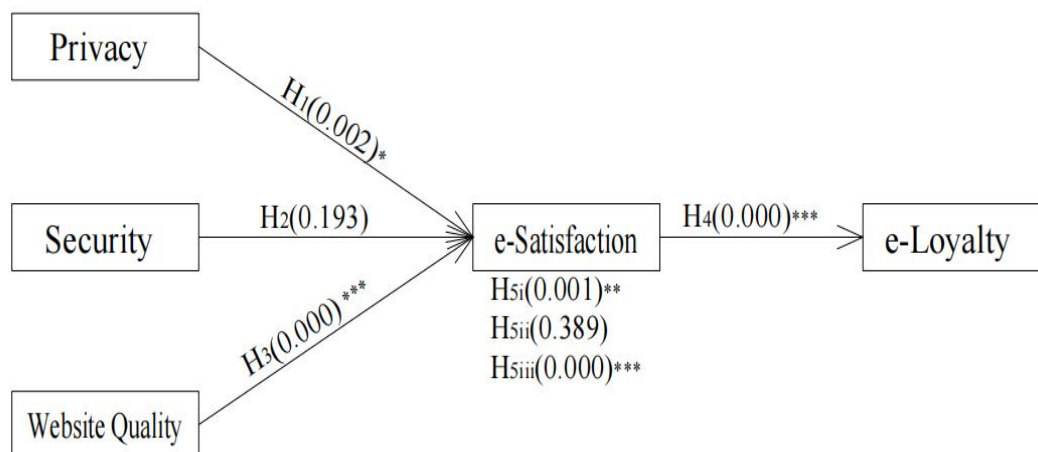 Privacy
H1(0.002)*
Security
H2(0.193)
e-Satisfaction
H4(0.000)***
e-Loyalty
H3(0.000)***
H5i(0.001)**
H5ii(0.389)
H5iii(0.000)***
Website Quality